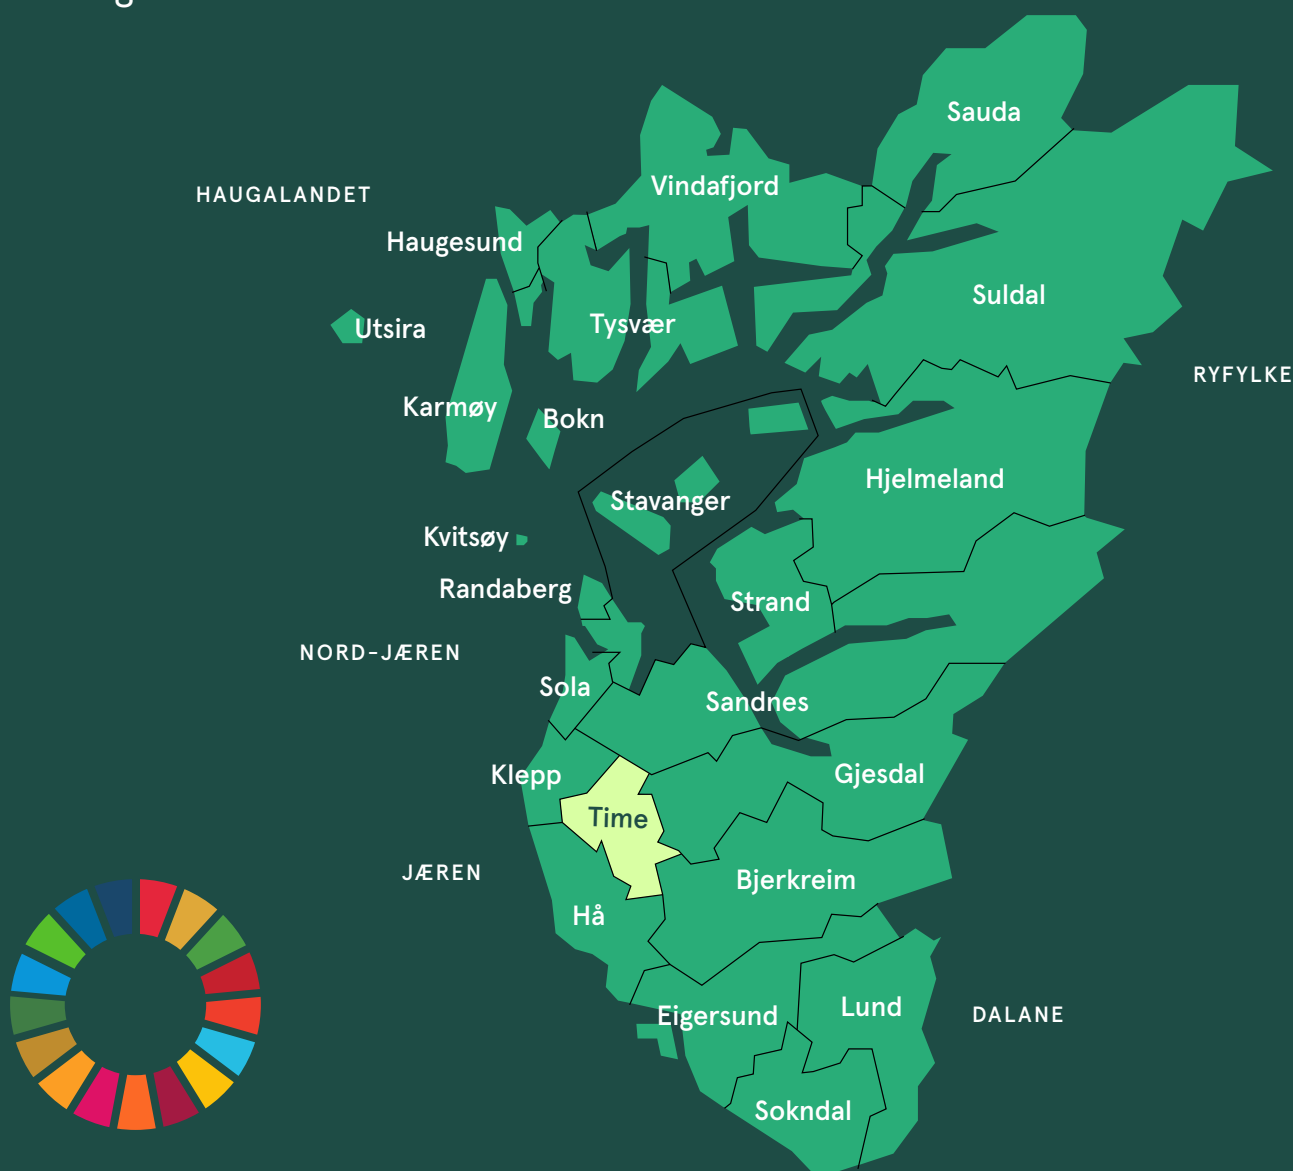 Sauda
Vindafjord
HAUGALANDET
Haugesund
Suldal
Tysvær
Utsira
RYFYLKE
Karmøy
Bokn
Hjelmeland
Stavanger
Kvitsøy
Randaberg
Strand
NORD-JÆREN
Sola
Sandnes
Klepp
Gjesdal
Time
JÆREN
Bjerkreim
Hå
Eigersund
Lund
DALANE
Sokndal